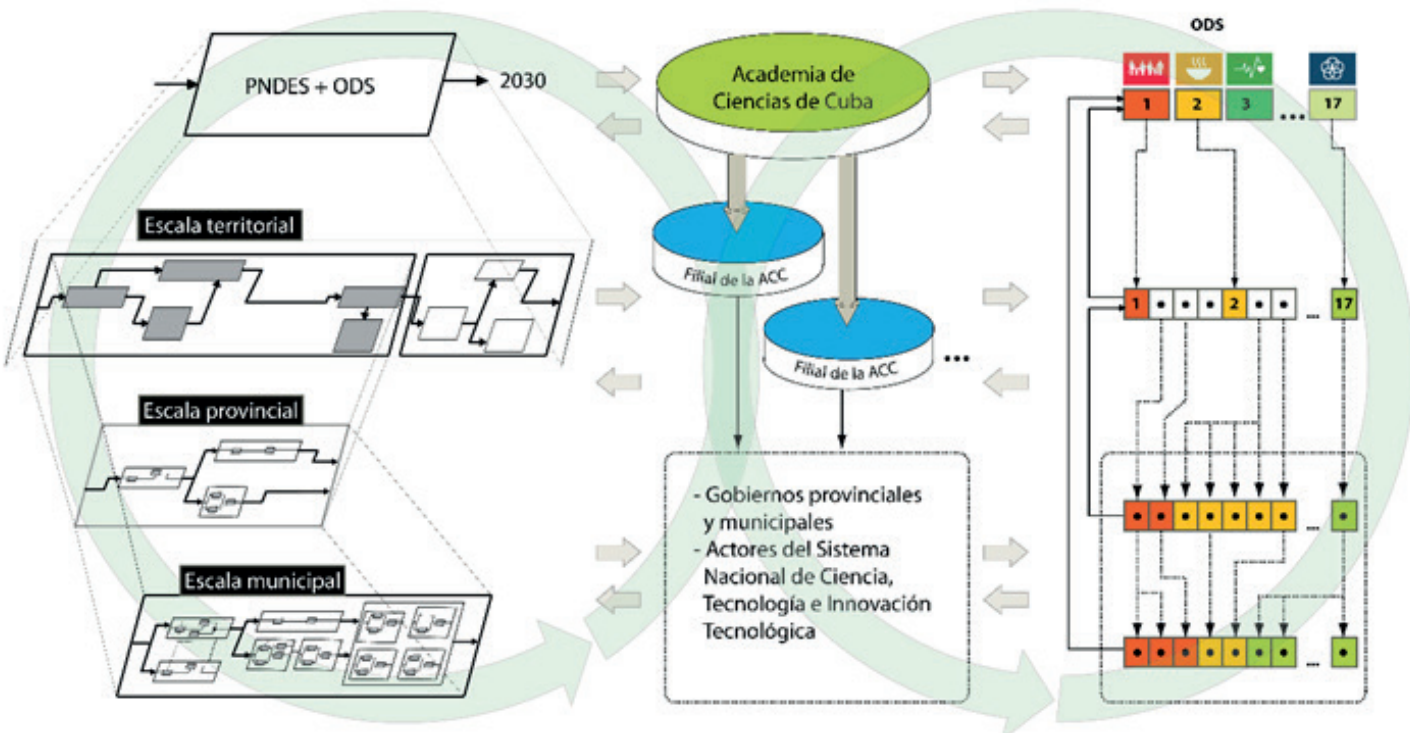 PNDES + ODS
2030
Escala territorial
Escala provincial
Escala municipal
Academia de
Ciencias de Cuba
Filial de la ACC
Filial de la ACC
...
- Gobiernos provinciales
y municipales
- Actores del Sistema
Nacional de Ciencia,
Tecnología e Innovación
Tecnológica
ODS
1 2 3 ... 17
1 2 ... 17
...
...